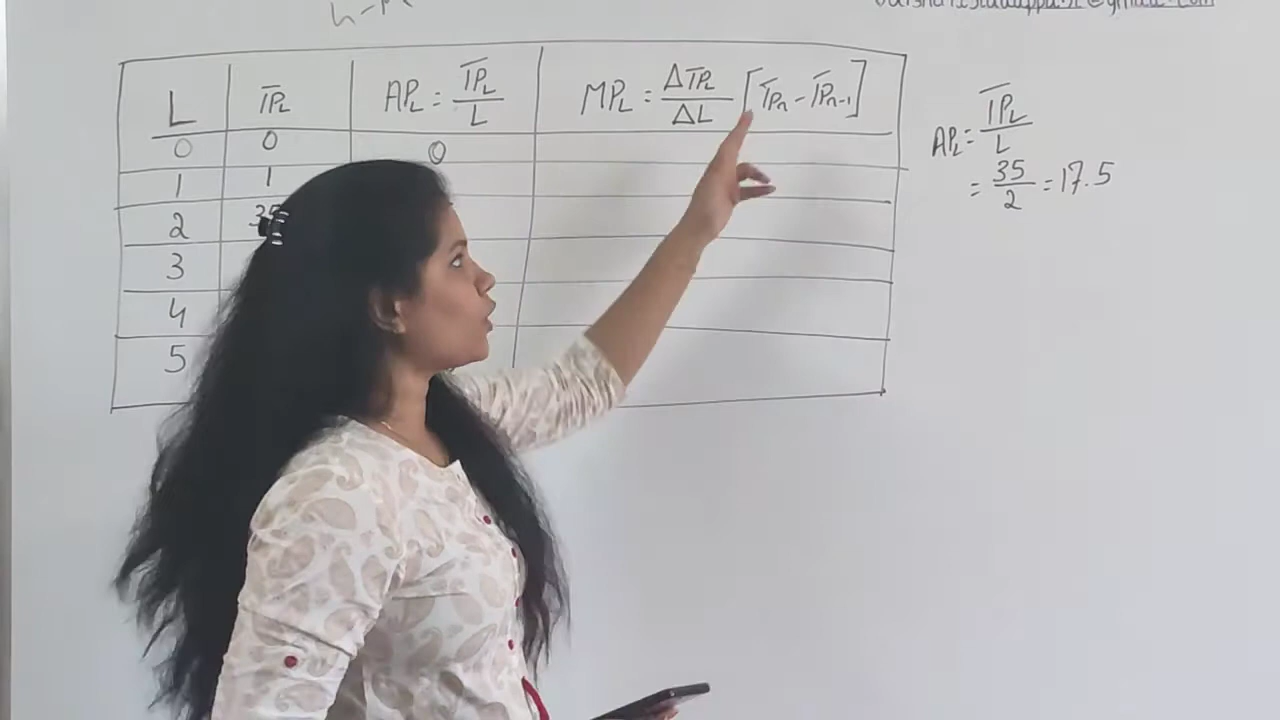 L TPL APL = TPL/L MPL = ΔTPL/ΔL [TPn - TPn-1]
0 0 0
1 1
2 35
3
4
5
APL = TPL/L
= 35/2 = 17.5